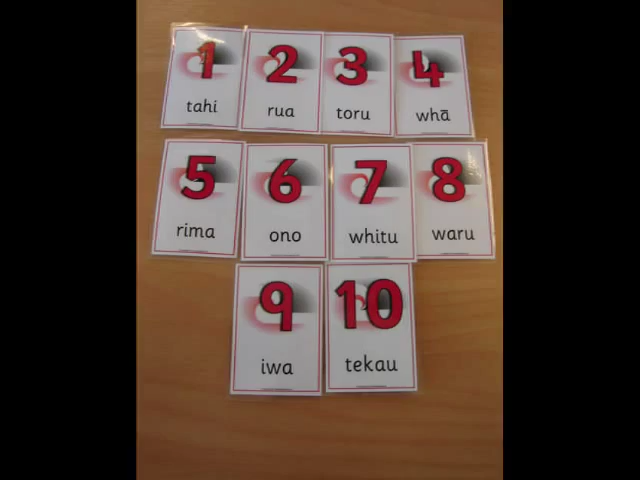 1 2 3 4
tahi rua toru whā
5 6 7 8
rima ono whitu waru
9 10
iwa tekau